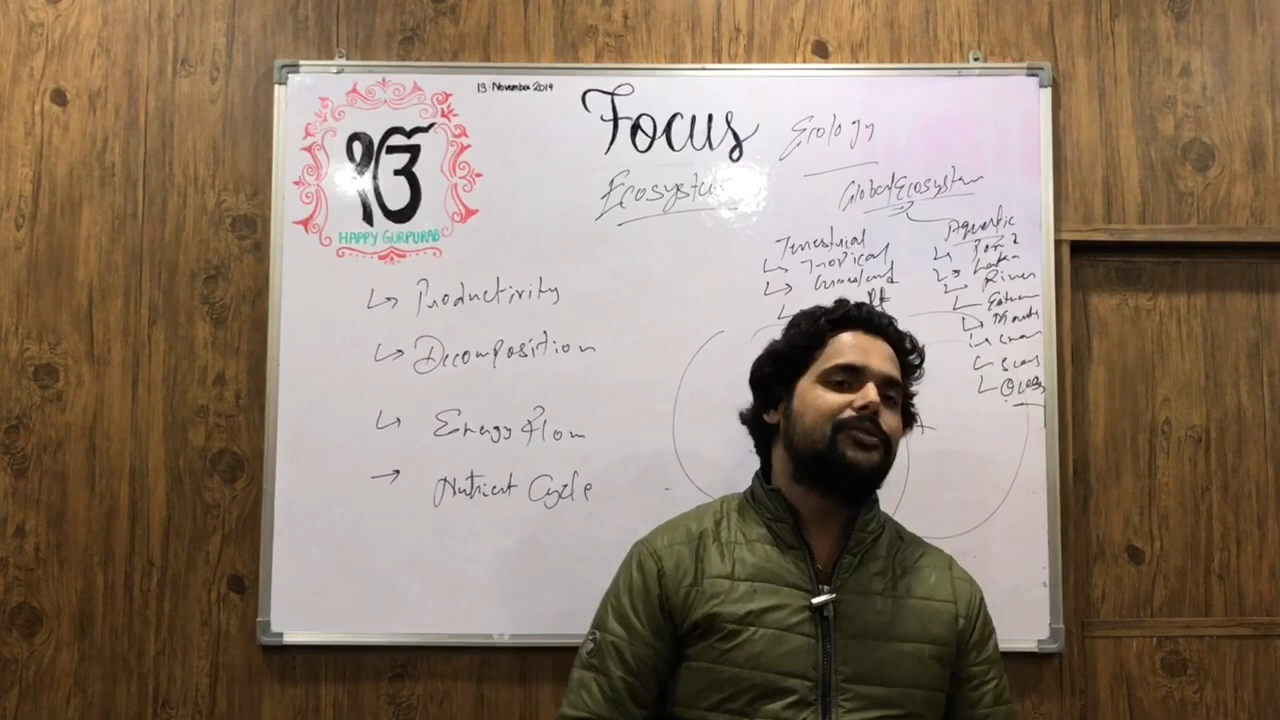 13 November 2019
Focus
Ecology
ੴ
HAPPY GURPURAB
Ecosystem
Global Ecosystem
Terrestrial
Tropical
Grassland
Aquatic
Lake
River
↳ Productivity
↳ Decomposition
↳ Energy Flow
→ Nutrient Cycle